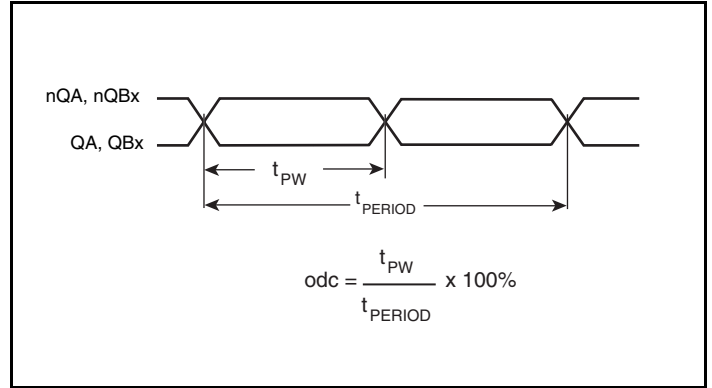 nQA, nQBx
QA, QBx
tPW
tPERIOD
odc = tPW / tPERIOD x 100%